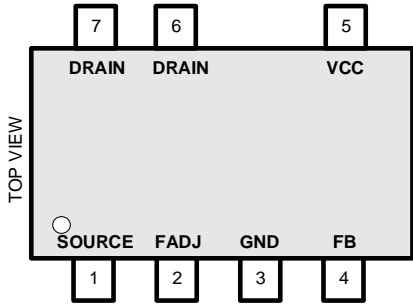 7 6 5
DRAIN DRAIN VCC
TOP VIEW
SOURCE FADJ GND FB
1 2 3 4